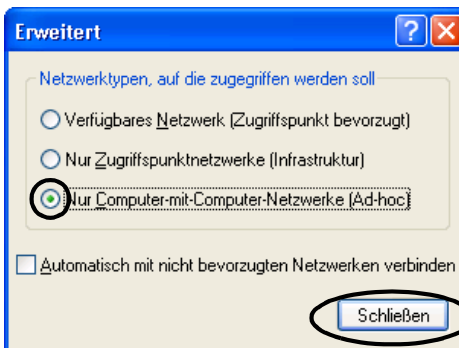 Erweitert
Netzwerktypen, auf die zugegriffen werden soll
Verfügbares Netzwerk (Zugriffspunkt bevorzugt)
Nur Zugriffspunktnetzwerke (Infrastruktur)
Nur Computer-mit-Computer-Netzwerke (Ad-hoc)
Automatisch mit nicht bevorzugten Netzwerken verbinden
Schließen